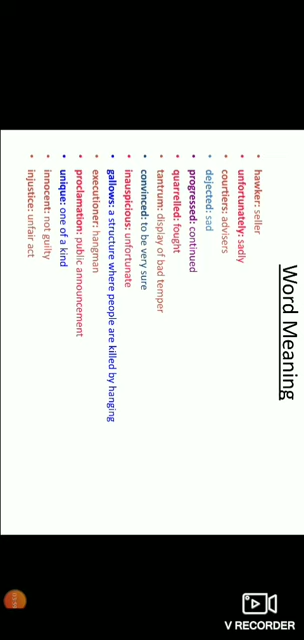 Word Meaning
• hawker: seller
• unfortunately: sadly
• courtiers: advisers
• dejected: sad
• progressed: continued
• quarrelled: fought
• tantrum: display of bad temper
• convinced: to be very sure
• inauspicious: unfortunate
• gallows: a structure where people are killed by hanging
• executioner: hangman
• proclamation: public announcement
• unique: one of a kind
• innocent: not guilty
• injustice: unfair act
V RECORDER